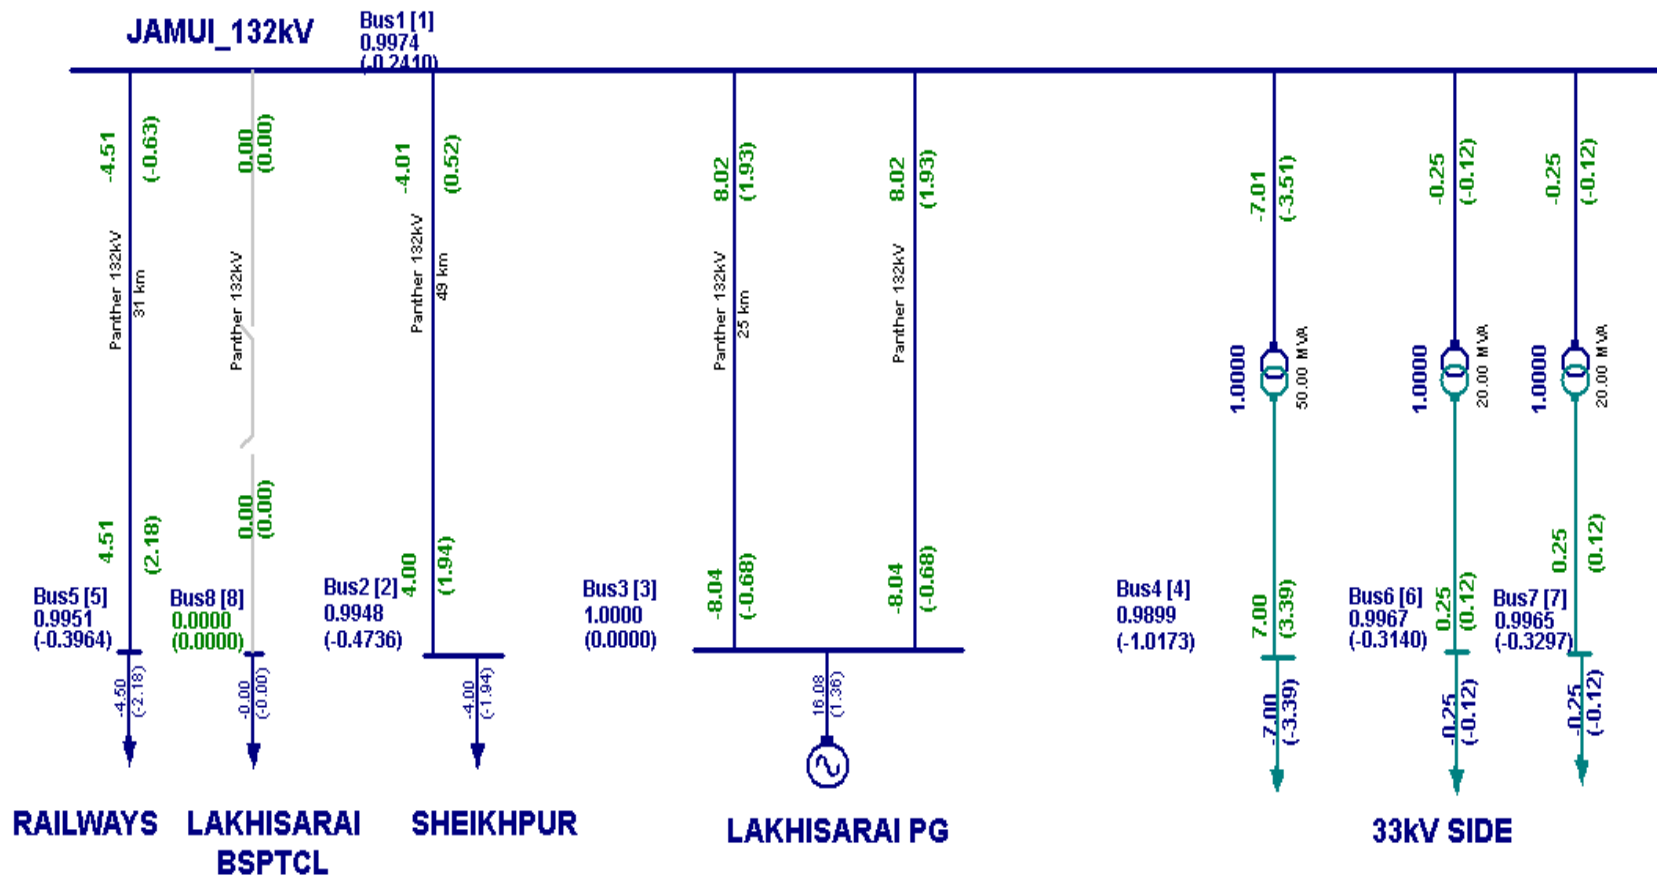 JAMUI_132kV
Bus1 [1]
0.9974
(-0.2410)
-4.51
(-0.63)
0.00
(0.00)
-4.01
(0.52)
8.02
(1.93)
8.02
(1.93)
-7.01
(-3.51)
-0.25
(-0.12)
-0.25
(-0.12)
Panther 132kV
31 km
Panther 132kV
Panther 132kV
49 km
Panther 132kV
25 km
Panther 132kV
1.0000
50.00 MVA
1.0000
20.00 MVA
1.0000
20.00 MVA
4.51
(2.18)
0.00
(0.00)
4.00
(1.94)
-8.04
(-0.68)
-8.04
(-0.68)
7.00
(3.39)
0.25
(0.12)
0.25
(0.12)
Bus5 [5]
0.9951
(-0.3964)
Bus8 [8]
0.0000
(0.0000)
Bus2 [2]
0.9948
(-0.4736)
Bus3 [3]
1.0000
(0.0000)
Bus4 [4]
0.9899
(-1.0173)
Bus6 [6]
0.9967
(-0.3140)
Bus7 [7]
0.9965
(-0.3297)
-4.50
(-2.18)
-0.00
(-0.00)
-4.00
(-1.94)
16.08
(1.36)
-7.00
(-3.39)
-0.25
(-0.12)
-0.25
(-0.12)
RAILWAYS
LAKHISARAI
BSPTCL
SHEIKHPUR
LAKHISARAI PG
33kV SIDE